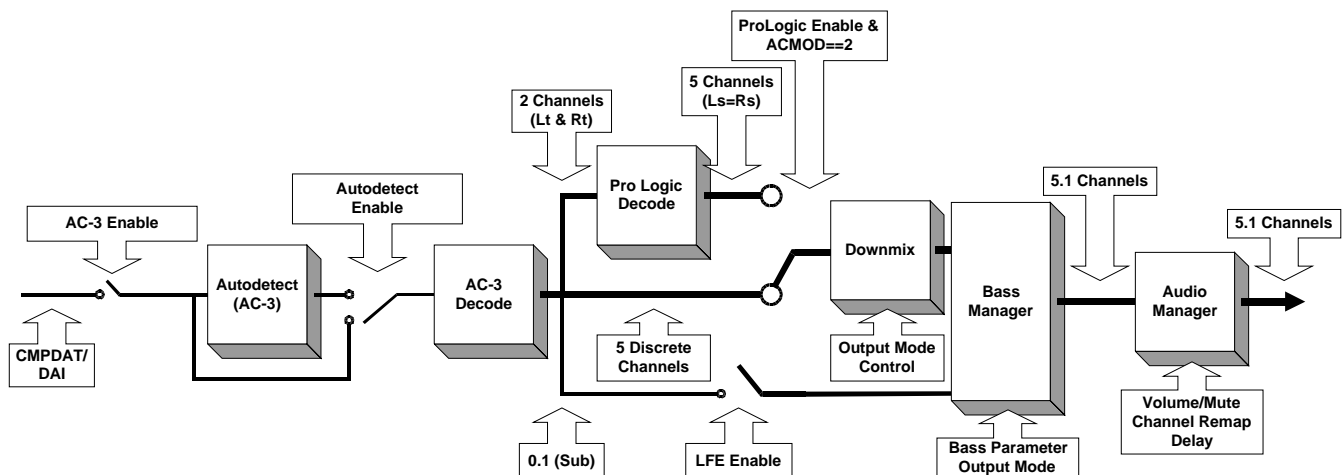 ProLogic Enable &
ACMOD==2
2 Channels
(Lt & Rt)
5 Channels
(Ls=Rs)
Pro Logic
Decode
Autodetect
Enable
5.1 Channels
5.1 Channels
AC-3 Enable
Autodetect
(AC-3)
AC-3
Decode
Downmix
Bass
Manager
Audio
Manager
CMPDAT/
DAI
5 Discrete
Channels
Output Mode
Control
Volume/Mute
Channel Remap
Delay
0.1 (Sub)
LFE Enable
Bass Parameter
Output Mode